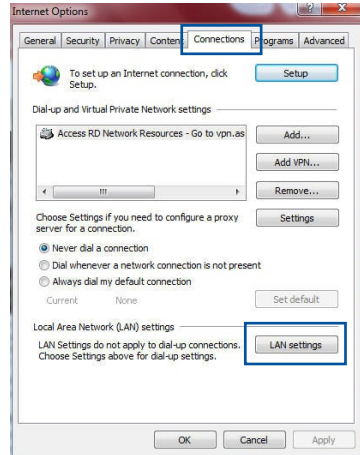 Internet Options
General Security Privacy Content Connections Programs Advanced
To set up an Internet connection, click Setup.
Setup
Dial-up and Virtual Private Network settings
Access RD Network Resources - Go to vpn.as
Add...
Add VPN...
Remove...
Choose Settings if you need to configure a proxy
server for a connection.
Settings
Never dial a connection
Dial whenever a network connection is not present
Always dial my default connection
Current None
Set default
Local Area Network (LAN) settings
LAN Settings do not apply to dial-up connections.
Choose Settings above for dial-up settings.
LAN settings
OK Cancel Apply